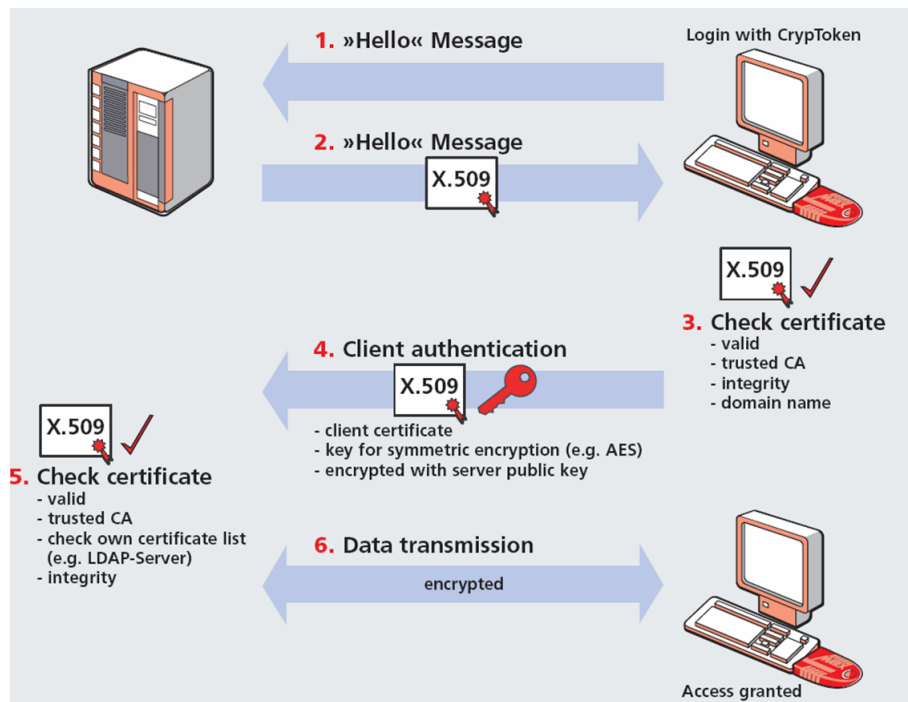 1. »Hello« Message
Login with CrypToken
2. »Hello« Message
X.509
X.509
3. Check certificate
- valid
- trusted CA
- integrity
- domain name
4. Client authentication
X.509
- client certificate
- key for symmetric encryption (e.g. AES)
- encrypted with server public key
X.509
5. Check certificate
- valid
- trusted CA
- check own certificate list
(e.g. LDAP-Server)
- integrity
6. Data transmission
encrypted
Access granted